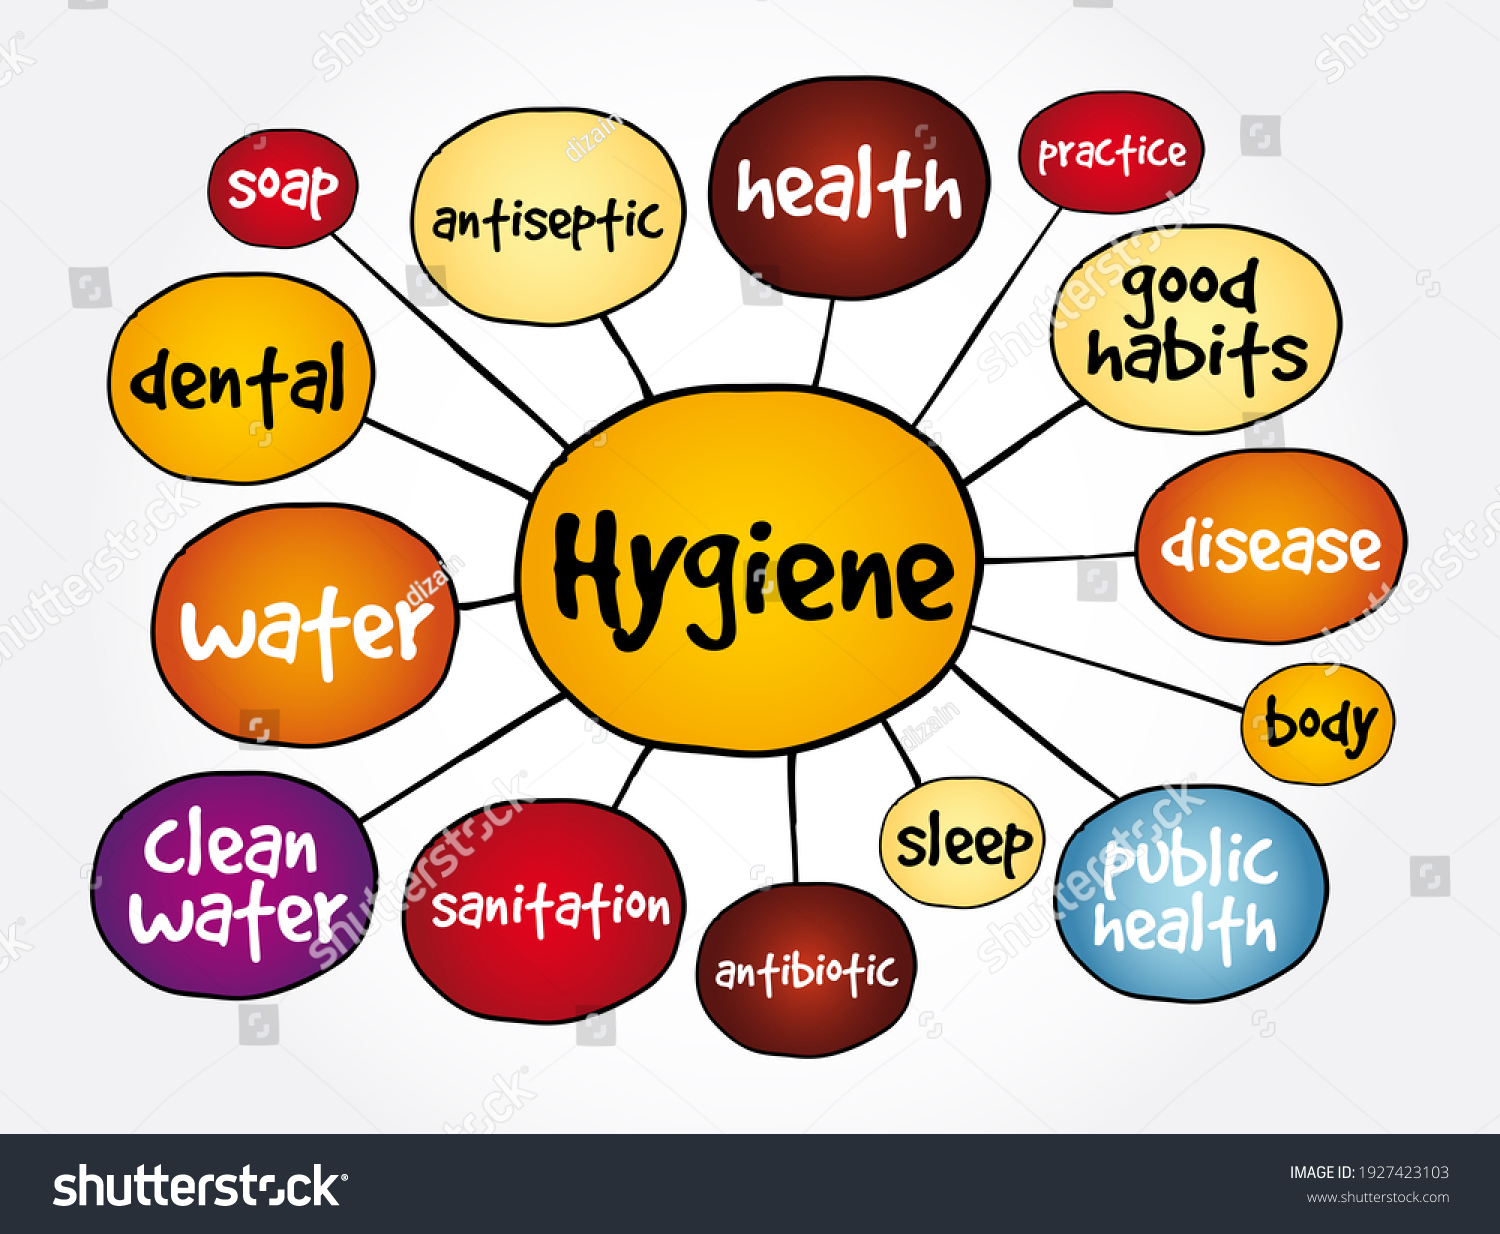 soap
antiseptic
health
practice
dental
good
habits
Hygiene
disease
water
body
clean
water
sanitation
antibiotic
sleep
public
health
shutterstock
dizain
shutterstock
IMAGE ID: 1927423103
www.shutterstock.com